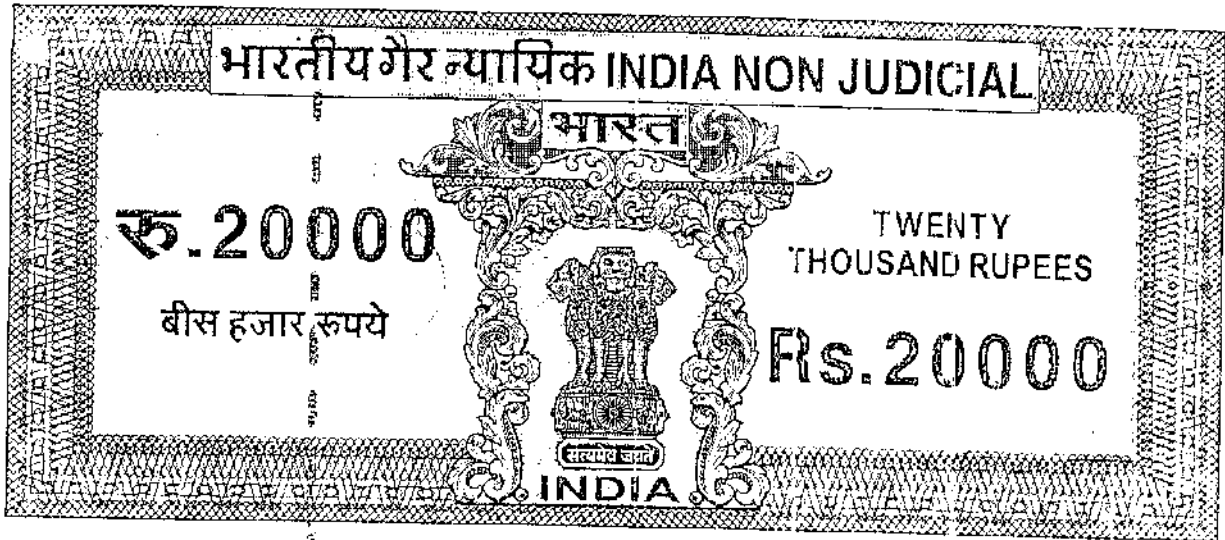 भारतीय गैर न्यायिक INDIA NON JUDICIAL
भारत
रू.20000
बीस हजार रुपये
TWENTY
THOUSAND RUPEES
Rs.20000
सत्यमेव जयते
INDIA